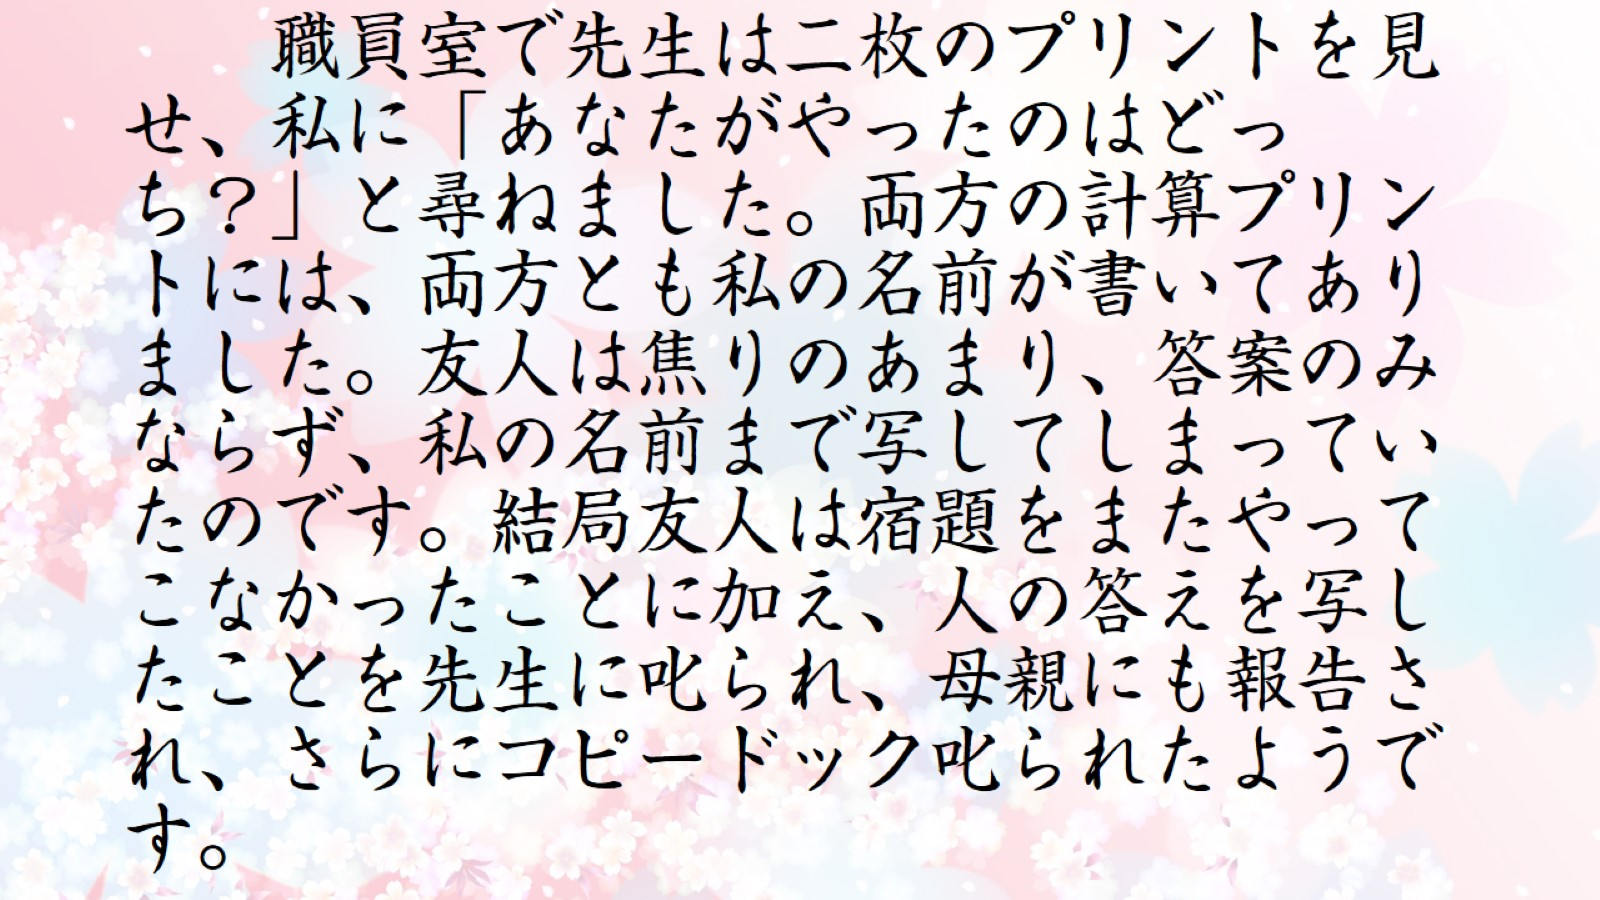 職員室で先生は二枚のプリントを見
せ、私に「あなたがやったのはどっ
ち？」と尋ねました。両方の計算プリン
トには、両方とも私の名前が書いてあり
ました。友人は焦りのあまり、答案のみ
ならず、私の名前まで写してしまってい
たのです。結局友人は宿題をまたやって
こなかったことに加え、人の答えを写し
たことを先生に叱られ、母親にも報告さ
れ、さらにコピードック叱られたようで
す。